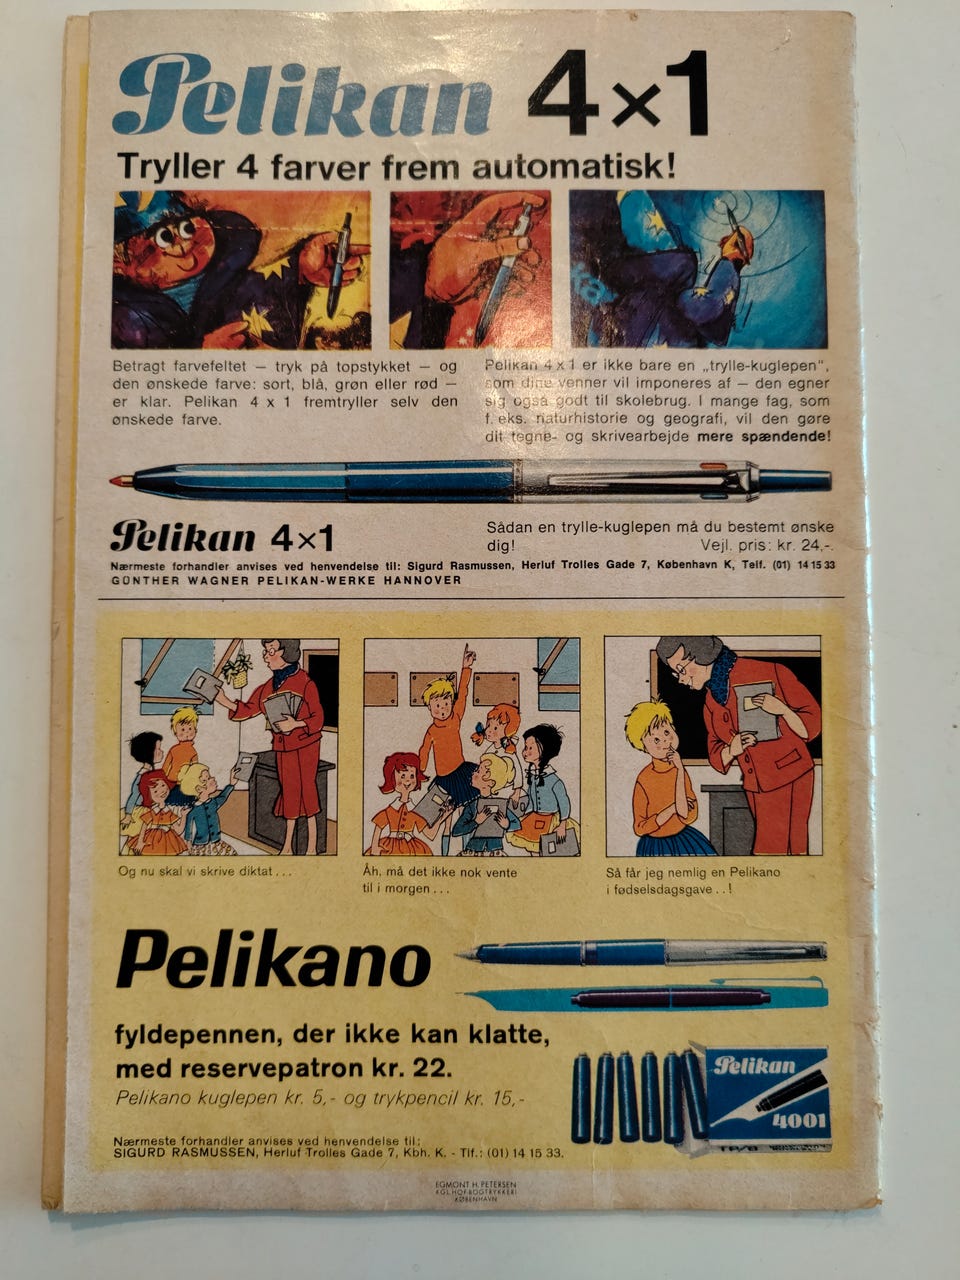 Pelikan 4×1
Tryller 4 farver frem automatisk!
Betragt farvefeltet — tryk på topstykket — og
den ønskede farve: sort, blå, grøn eller rød —
er klar. Pelikan 4 x 1 fremtryller selv den
ønskede farve.
Pelikan 4 x 1 er ikke bare en „trylle-kuglepen“,
som dine venner vil imponeres af — den egner
sig også godt til skolebrug. I mange fag, som
f. eks. naturhistorie og geografi, vil den gøre
dit tegne- og skrivearbejde mere spændende!
Pelikan 4×1
Sådan en trylle-kuglepen må du bestemt ønske
dig! Vejl. pris: kr. 24,-.
Nærmeste forhandler anvises ved henvendelse til: Sigurd Rasmussen, Herluf Trolles Gade 7, København K, Telf. (01) 14 15 33
GÜNTHER WAGNER PELIKAN-WERKE HANNOVER
Og nu skal vi skrive diktat . . .
Åh, må det ikke nok vente
til i morgen . . .
Så får jeg nemlig en Pelikano
i fødselsdagsgave . . !
Pelikano
fyldepennen, der ikke kan klatte,
med reservepatron kr. 22.
Pelikano kuglepen kr. 5,- og trykpencil kr. 15,-
Pelikan
4001
TP/6
Nærmeste forhandler anvises ved henvendelse til:
SIGURD RASMUSSEN, Herluf Trolles Gade 7, Kbh. K. - Tlf.: (01) 14 15 33.
EGMONT H. PETERSEN
KGL. HOF-BOGTRYKKERI
KØBENHAVN